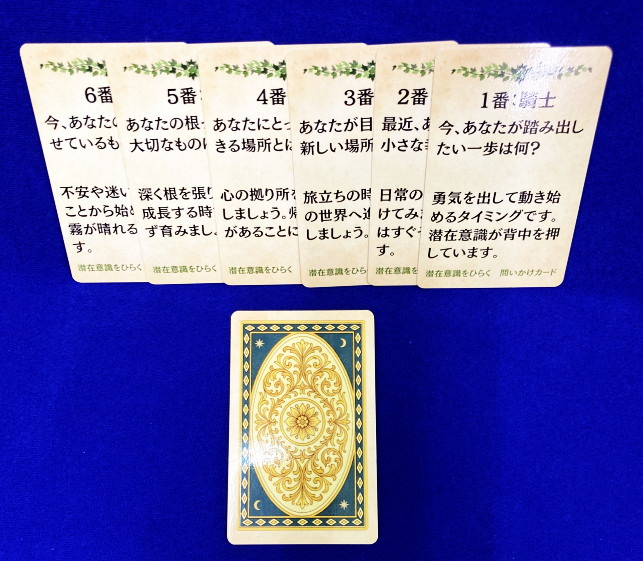 6番
今、あなた
せているも
不安や迷い
ことから始
霧が晴れる
す。
潜在意識をひら
5番:
あなたの根
大切なもの
深く根を張り
成長する時
ず育みまし
潜在意識をひら
4番
あなたにとっ
きる場所とは
心の拠り所を
しましょう。帰
があることに
潜在意識をひらく
3番
あなたが目
新しい場所
旅立ちの時
の世界へ進
しましょう。
潜在意識をひらく
2番:
最近、あ
小さな幸
日常の
けてみま
はすぐそ
す。
潜在意識をひらく
1番:騎士
今、あなたが踏み出し
たい一歩は何?
勇気を出して動き始
めるタイミングです。
潜在意識が背中を押
しています。
潜在意識をひらく 問いかけカード